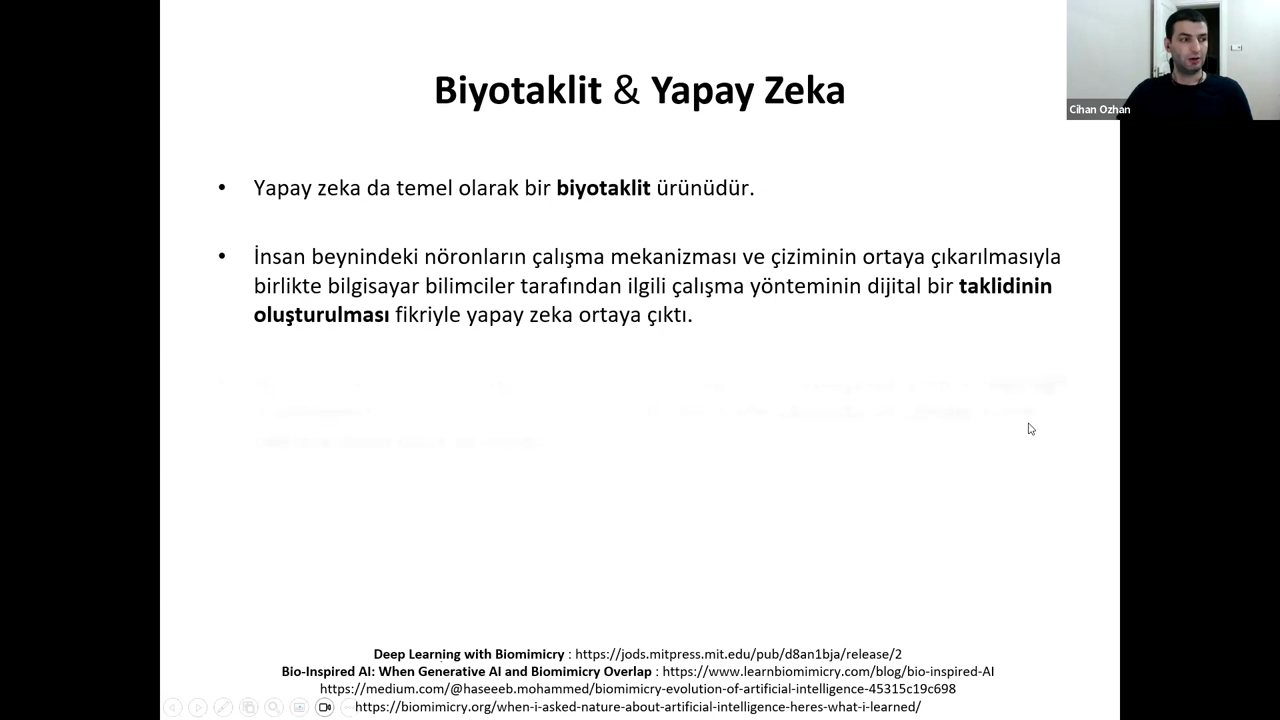 Biyotaklit & Yapay Zeka
Cihan Ozhan
• Yapay zeka da temel olarak bir biyotaklit ürünüdür.
• İnsan beynindeki nöronların çalışma mekanizması ve çiziminin ortaya çıkarılmasıyla
birlikte bilgisayar bilimciler tarafından ilgili çalışma yönteminin dijital bir taklidinin
oluşturulması fikriyle yapay zeka ortaya çıktı.
Deep Learning with Biomimicry : https://jods.mitpress.mit.edu/pub/d8an1bja/release/2
Bio-Inspired AI: When Generative AI and Biomimicry Overlap : https://www.learnbiomimicry.com/blog/bio-inspired-AI
https://medium.com/@haseeeb.mohammed/biomimicry-evolution-of-artificial-intelligence-45315c19c698
https://biomimicry.org/when-i-asked-nature-about-artificial-intelligence-heres-what-i-learned/